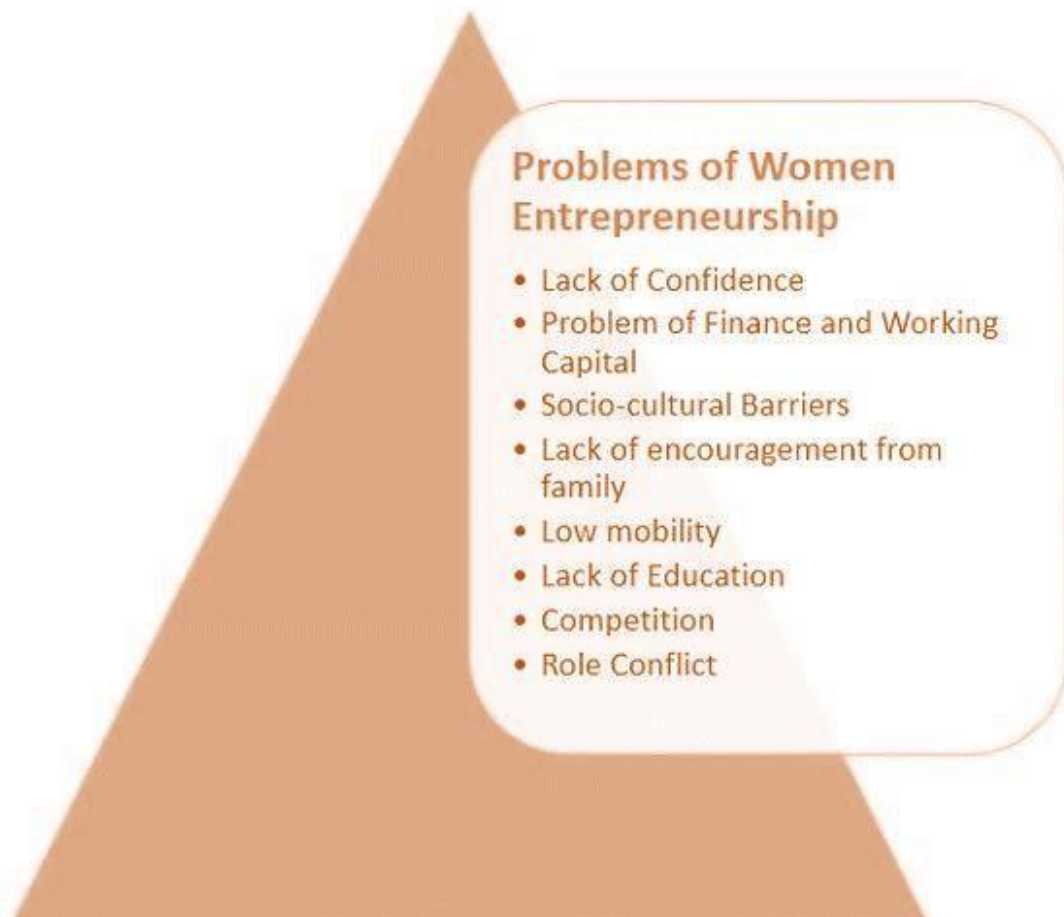 Problems of Women
Entrepreneurship
• Lack of Confidence
• Problem of Finance and Working
Capital
• Socio-cultural Barriers
• Lack of encouragement from
family
• Low mobility
• Lack of Education
• Competition
• Role Conflict